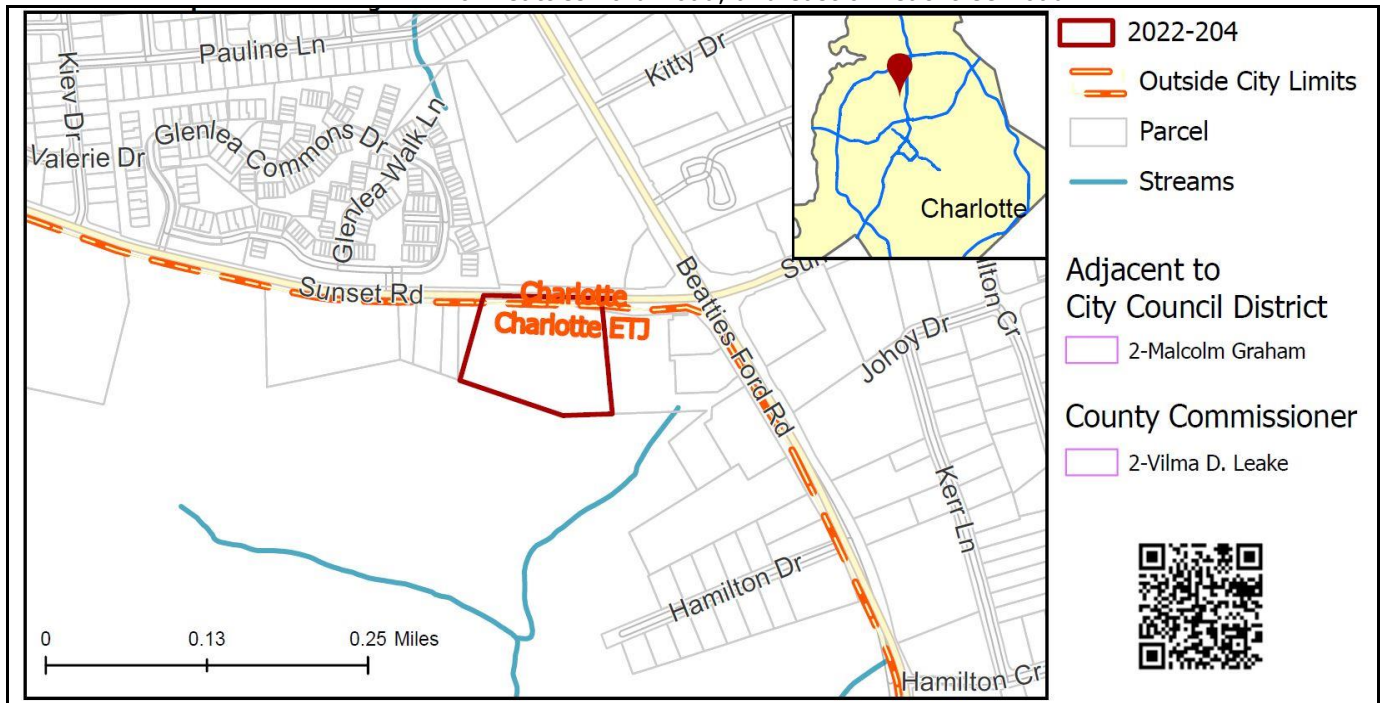 Pauline Ln
Kiev Dr
Valerie Dr
Glenlea Commons Dr
Glenlea Walk Ln
Kitty Dr
Sunset Rd
Charlotte
Charlotte ETJ
Beatties Ford Rd
Johoy Dr
Kerr Ln
Hamilton Dr
Hamilton Cr
0 0.13 0.25 Miles
Charlotte
2022-204
Outside City Limits
Parcel
Streams
Adjacent to
City Council District
2-Malcolm Graham
County Commissioner
2-Vilma D. Leake